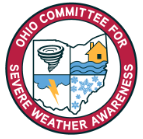 OHIO COMMITTEE FOR
SEVERE WEATHER AWARENESS